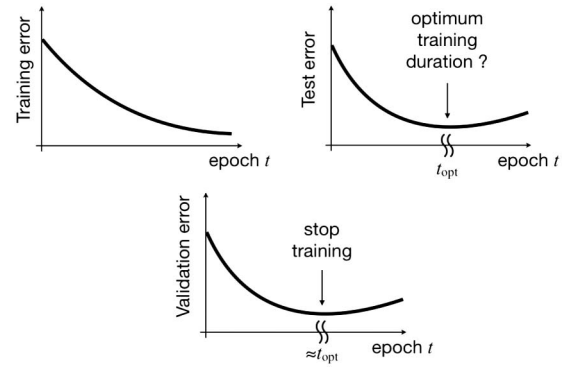 Training error
epoch t
Test error
optimum
training
duration ?
epoch t
t_opt
Validation error
stop
training
epoch t
≈t_opt